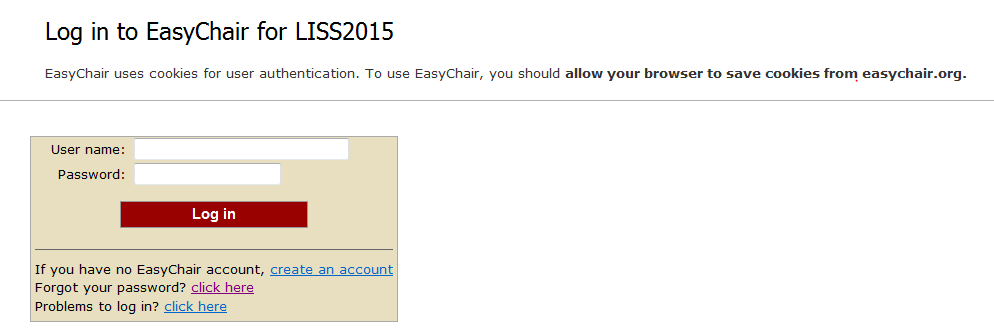 Log in to EasyChair for LISS2015
EasyChair uses cookies for user authentication. To use EasyChair, you should allow your browser to save cookies from easychair.org.
User name:
Password:
Log in
If you have no EasyChair account, create an account
Forgot your password? click here
Problems to log in? click here